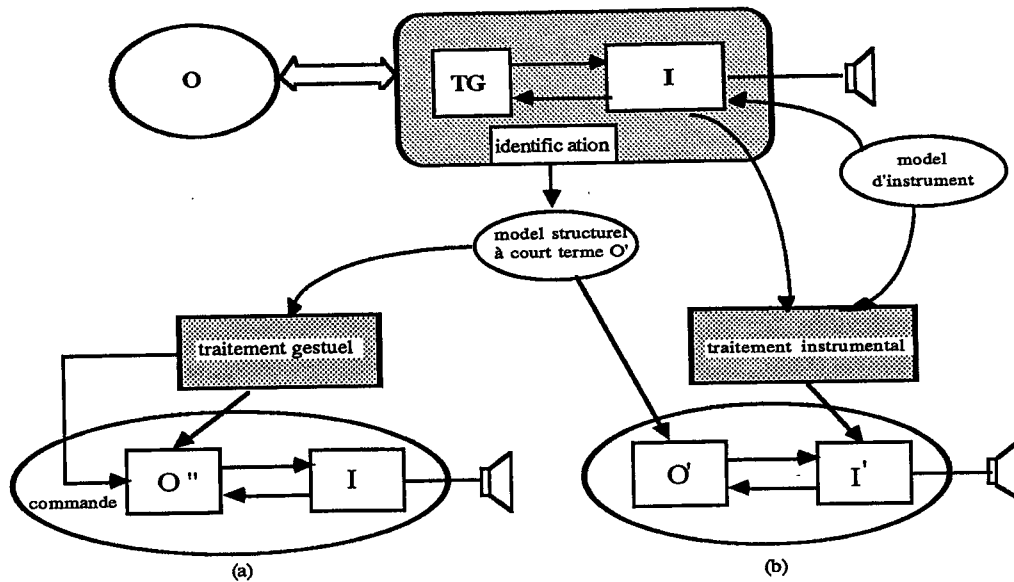 O
TG
I
identific ation
model
d'instrument
model structurel
à court terme O'
traitement gestuel
traitement instrumental
O"
I
commande
O'
I'
(a)
(b)